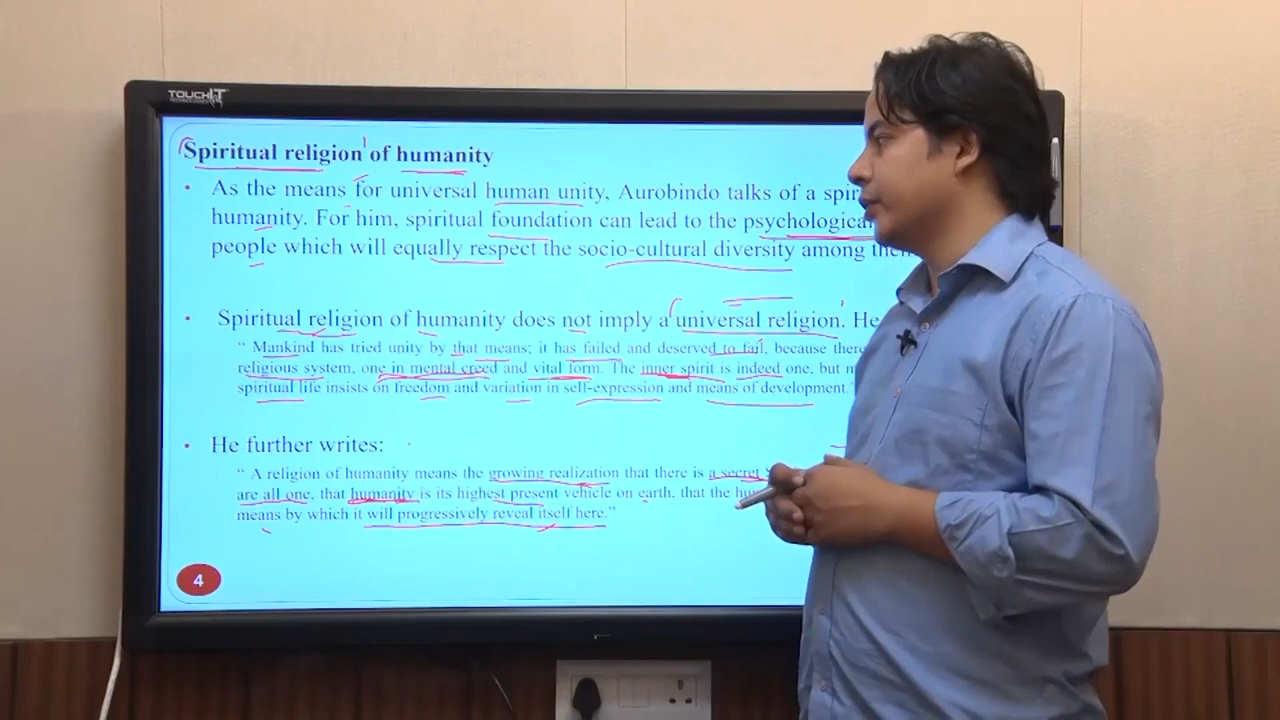 TOUCHIT
Spiritual religion of humanity
• As the means for universal human unity, Aurobindo talks of a
humanity. For him, spiritual foundation can lead to the psychological
people which will equally respect the socio-cultural diversity among
• Spiritual religion of humanity does not imply a universal religion. He
“ Mankind has tried unity by that means; it has failed and deserved to fail, because there
religious system, one in mental creed and vital form. The inner spirit is indeed one, but
spiritual life insists on freedom and variation in self-expression and means of development.
• He further writes:
“ A religion of humanity means the growing realization that there is a secret
are all one, that humanity is its highest present vehicle on earth, that the
means by which it will progressively reveal itself here.”
4